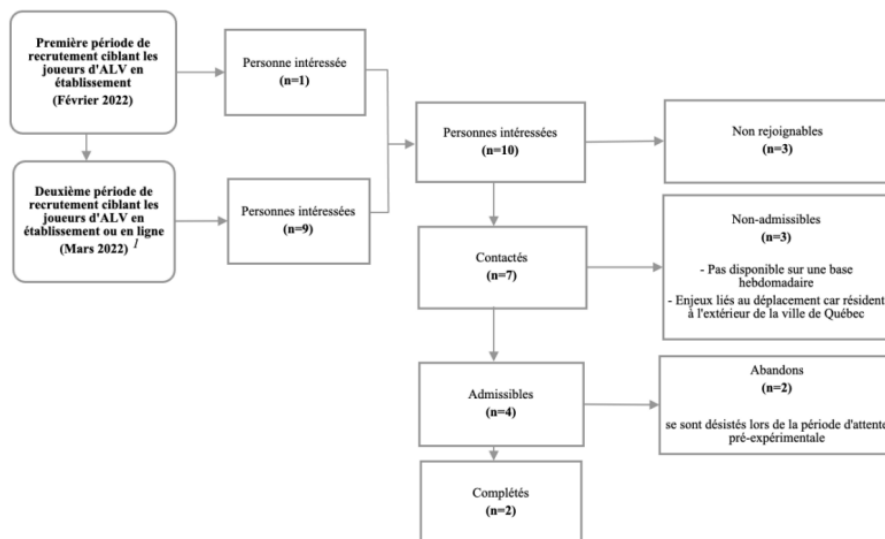 Première période de
recrutement ciblant les
joueurs d'ALV en
établissement
(Février 2022)
Personne intéressée
(n=1)
Deuxième période de
recrutement ciblant les
joueurs d'ALV en
établissement ou en ligne
(Mars 2022) 1
Personnes intéressées
(n=9)
Personnes intéressées
(n=10)
Non rejoignables
(n=3)
Contactés
(n=7)
Non-admissibles
(n=3)
- Pas disponible sur une base
hebdomadaire
- Enjeux liés au déplacement car résident
à l'extérieur de la ville de Québec
Admissibles
(n=4)
Abandons
(n=2)
se sont désistés lors de la période d'attente
pré-expérimentale
Complétés
(n=2)